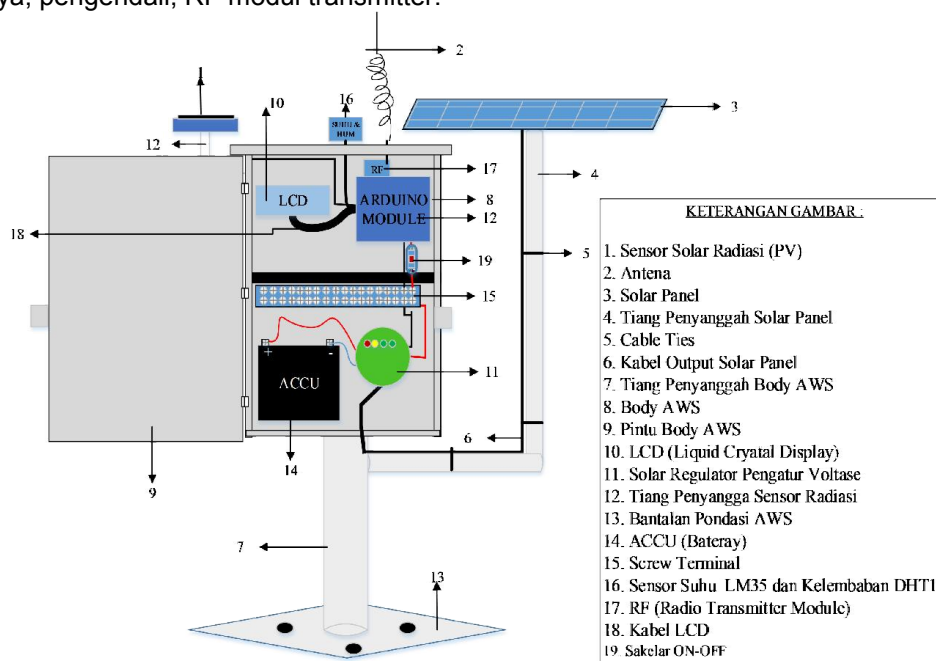 pengendali, RF modul transmitter.
1
2
10
16
SUHU &
HUM
3
12
RF
17
4
LCD
ARDUINO
MODULE
8
12
18
5
19
15
ACCU
+
-
11
6
14
9
7
13
KETERANGAN GAMBAR :
1. Sensor Solar Radiasi (PV)
2. Antena
3. Solar Panel
4. Tiang Penyanggah Solar Panel
5. Cable Ties
6. Kabel Output Solar Panel
7. Tiang Penyanggah Body AWS
8. Body AWS
9. Pintu Body AWS
10. LCD (Liquid Cryatal Display)
11. Solar Regulator Pengatur Voltase
12. Tiang Penyangga Sensor Radiasi
13. Bantalan Pondasi AWS
14. ACCU (Bateray)
15. Screw Terminal
16. Sensor Suhu LM35 dan Kelembaban DHT1
17. RF (Radio Transmitter Module)
18. Kabel LCD
19. Sakelar ON-OFF